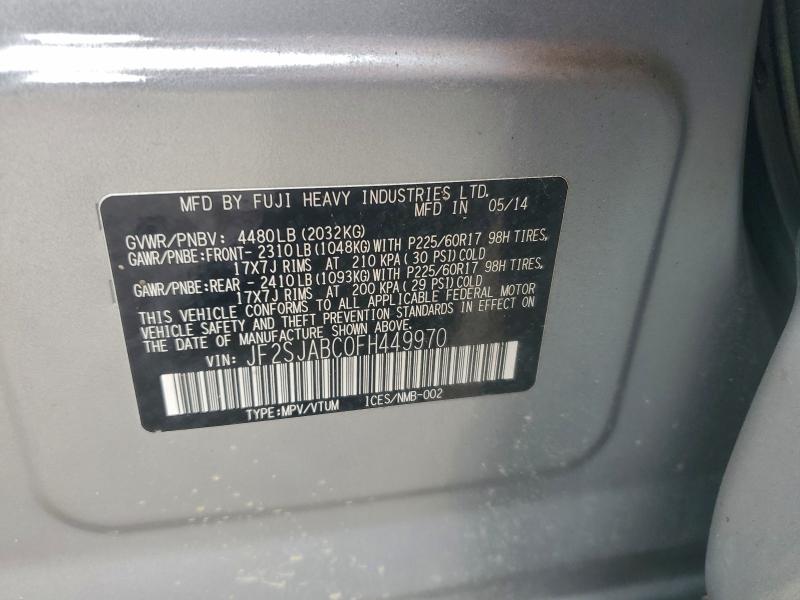 MFD BY FUJI HEAVY INDUSTRIES LTD.
MFD IN 05/14
GVWR/PNBV: 4480LB (2032KG)
GAWR/PNBE:FRONT- 2310LB (1048KG) WITH P225/60R17 98H TIRES,
17X7J RIMS AT 210 KPA (30 PSI) COLD
GAWR/PNBE:REAR - 2410LB (1093KG) WITH P225/60R17 98H TIRES,
17X7J RIMS AT 200 KPA (29 PSI) COLD
THIS VEHICLE CONFORMS TO ALL APPLICABLE FEDERAL MOTOR
VEHICLE SAFETY AND THEFT PREVENTION STANDARDS IN EFFECT ON
THE DATE OF MANUFACTURE SHOWN ABOVE.
VIN: JF2SJABC0FH449970
TYPE:MPV/VTUM ICES/NMB-002